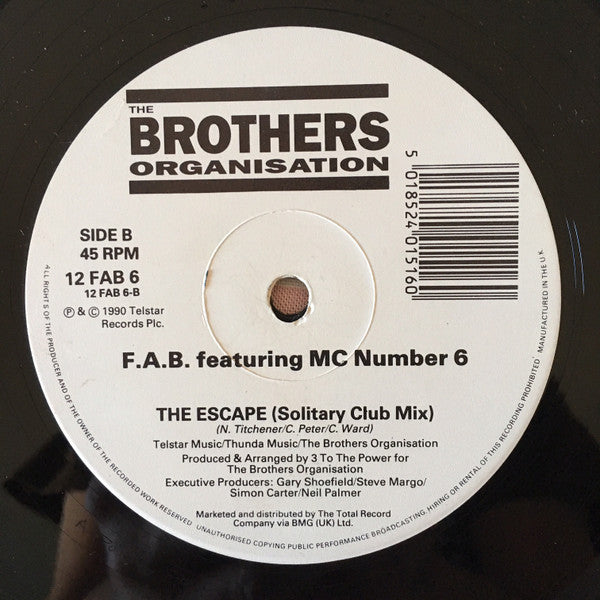 THE
BROTHERS
ORGANISATION
5 018524 015160
SIDE B
45 RPM
12 FAB 6
12 FAB 6-B
℗ & © 1990 Telstar
Records Plc.
F.A.B. featuring MC Number 6
THE ESCAPE (Solitary Club Mix)
(N. Titchener/C. Peter/C. Ward)
Telstar Music/Thunda Music/The Brothers Organisation
Produced & Arranged by 3 To The Power for
The Brothers Organisation
Executive Producers: Gary Shoefield/Steve Margo/
Simon Carter/Neil Palmer
Marketed and distributed by The Total Record
Company via BMG (UK) Ltd.
ALL RIGHTS OF THE PRODUCER AND OF THE OWNER OF THE RECORDED WORK RESERVED. UNAUTHORISED COPYING PUBLIC PERFORMANCE BROADCASTING. HIRING OR RENTAL OF THIS RECORDING PROHIBITED. MANUFACTURED IN THE U.K.